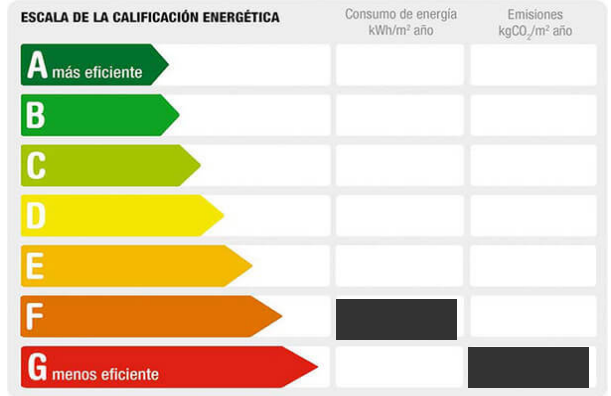 ESCALA DE LA CALIFICACIÓN ENERGÉTICA
Consumo de energía
kWh/m² año
Emisiones
kgCO₂/m² año
A más eficiente
B
C
D
E
F
G menos eficiente